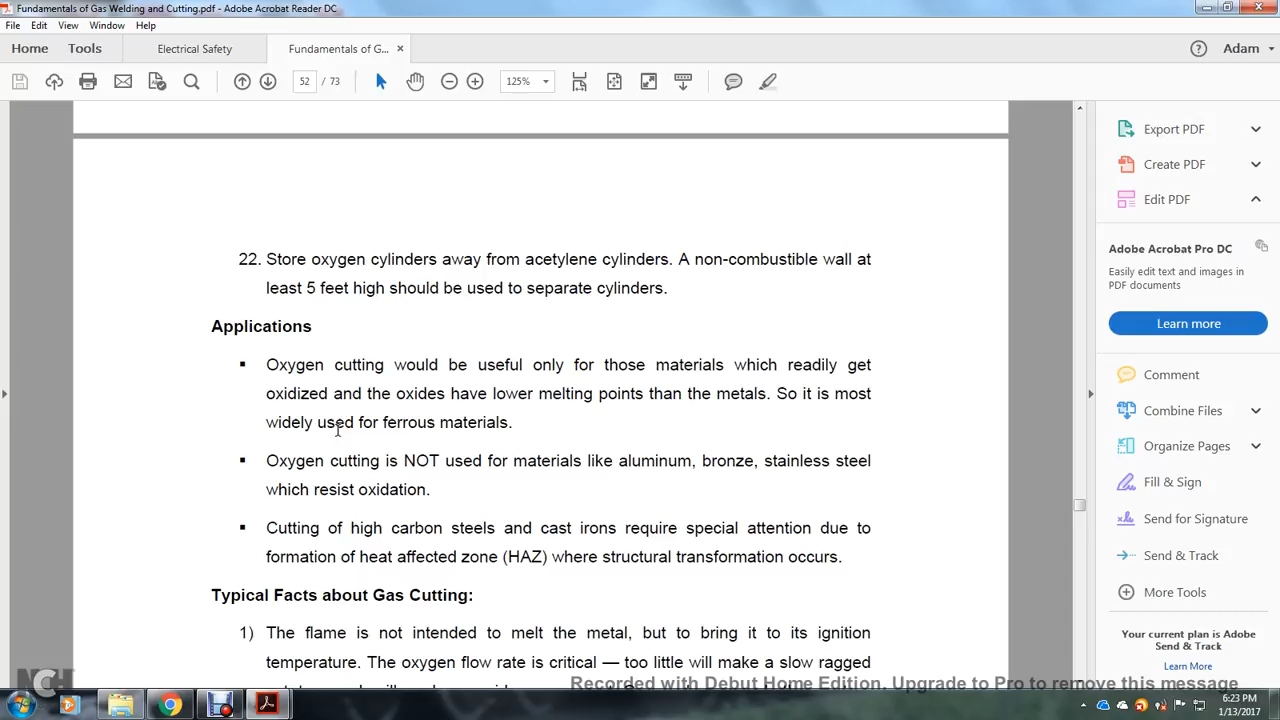 Fundamentals of Gas Welding and Cutting.pdf - Adobe Acrobat Reader DC
File Edit View Window Help
Home Tools Electrical Safety Fundamentals of G... × Adam
52 / 73 125%
22. Store oxygen cylinders away from acetylene cylinders. A non-combustible wall at
least 5 feet high should be used to separate cylinders.
Applications
▪ Oxygen cutting would be useful only for those materials which readily get
oxidized and the oxides have lower melting points than the metals. So it is most
widely used for ferrous materials.
▪ Oxygen cutting is NOT used for materials like aluminum, bronze, stainless steel
which resist oxidation.
▪ Cutting of high carbon steels and cast irons require special attention due to
formation of heat affected zone (HAZ) where structural transformation occurs.
Typical Facts about Gas Cutting:
1) The flame is not intended to melt the metal, but to bring it to its ignition
temperature. The oxygen flow rate is critical — too little will make a slow ragged
Export PDF
Create PDF
Edit PDF
Adobe Acrobat Pro DC
Easily edit text and images in
PDF documents
Learn more
Comment
Combine Files
Organize Pages
Fill & Sign
Send for Signature
Send & Track
More Tools
Your current plan is Adobe
Send & Track
Learn More
NCH
Recorded with Debut Home Edition. Upgrade to Pro to remove this message
6:23 PM
1/13/2017